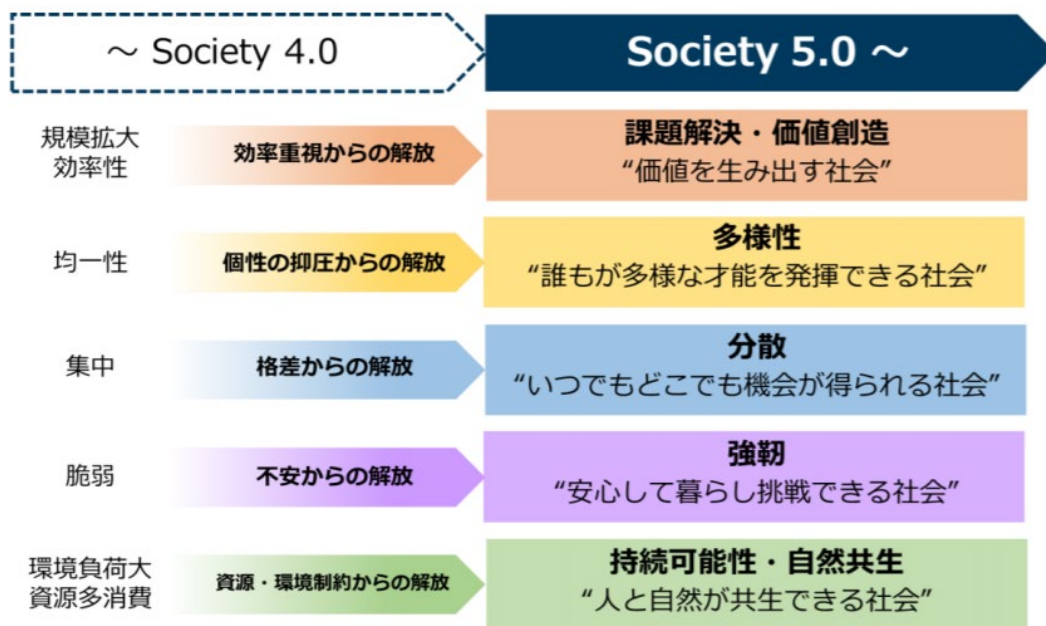 ～ Society 4.0
Society 5.0 ～
規模拡大
効率性
効率重視からの解放
課題解決・価値創造
“価値を生み出す社会”
均一性
個性の抑圧からの解放
多様性
“誰もが多様な才能を発揮できる社会”
集中
格差からの解放
分散
“いつでもどこでも機会が得られる社会”
脆弱
不安からの解放
強靭
“安心して暮らし挑戦できる社会”
環境負荷大
資源多消費
資源・環境制約からの解放
持続可能性・自然共生
“人と自然が共生できる社会”